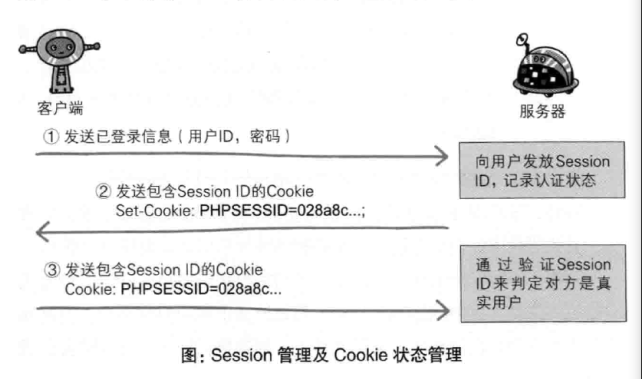 客户端
服务器
① 发送已登录信息（用户ID，密码）
向用户发放Session
ID，记录认证状态
② 发送包含Session ID的Cookie
Set-Cookie: PHPSESSID=028a8c...;
③ 发送包含Session ID的Cookie
Cookie: PHPSESSID=028a8c...
通过验证Session
ID来判定对方是真
实用户
图：Session 管理及 Cookie 状态管理